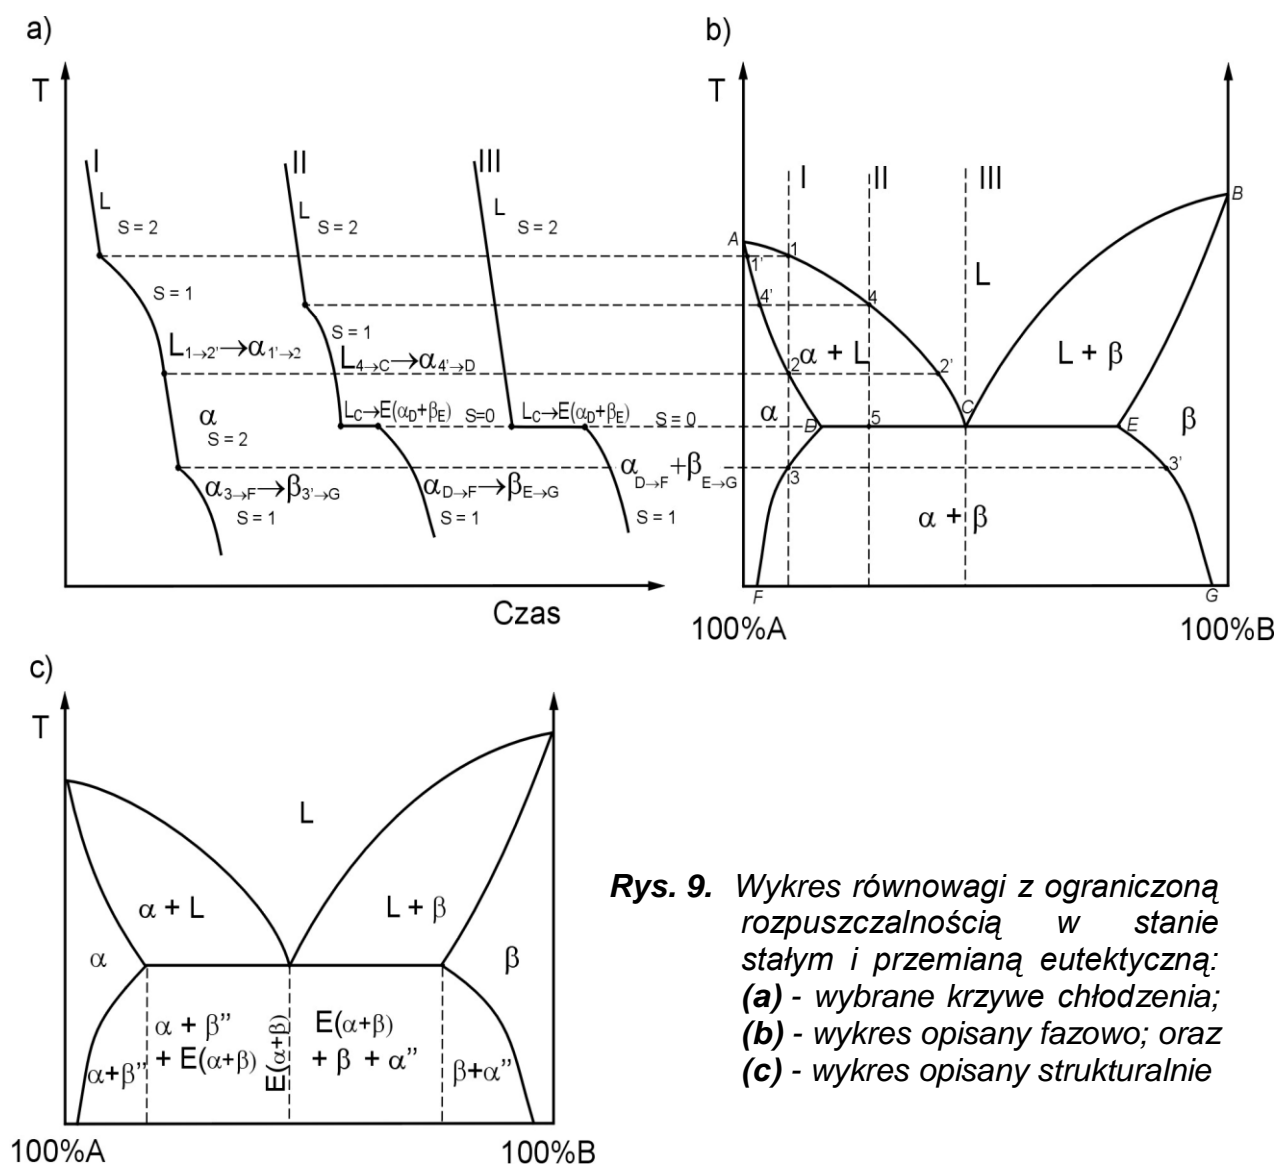 a)
T
I
II
III
L
S = 2
L
S = 2
L
S = 2
S = 1
S = 1
L1→2'→α1'→2
L4→C→α4'→D
α
S = 2
LC→E(αD+βE)
S=0
LC→E(αD+βE)
S = 0
α3→F→β3'→G
S = 1
αD→F→βE→G
S = 1
αD→F+βE→G
S = 1
Czas
b)
T
I
II
III
A
B
1'
1
4'
4
L
α + L
L + β
2
2'
α
D
5
C
E
β
3
3'
α + β
F
G
100%A
100%B
c)
T
L
α + L
L + β
α
β
α+β”
α + β”
+ E(α+β)
E(α+β)
E(α+β)
+ β + α”
β+α”
100%A
100%B
Rys. 9. Wykres równowagi z ograniczoną
rozpuszczalnością w stanie
stałym i przemianą eutektyczną:
(a) - wybrane krzywe chłodzenia;
(b) - wykres opisany fazowo; oraz
(c) - wykres opisany strukturalnie